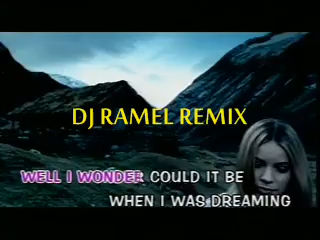 DJ RAMEL REMIX
WELL I WONDER COULD IT BE
WHEN I WAS DREAMING